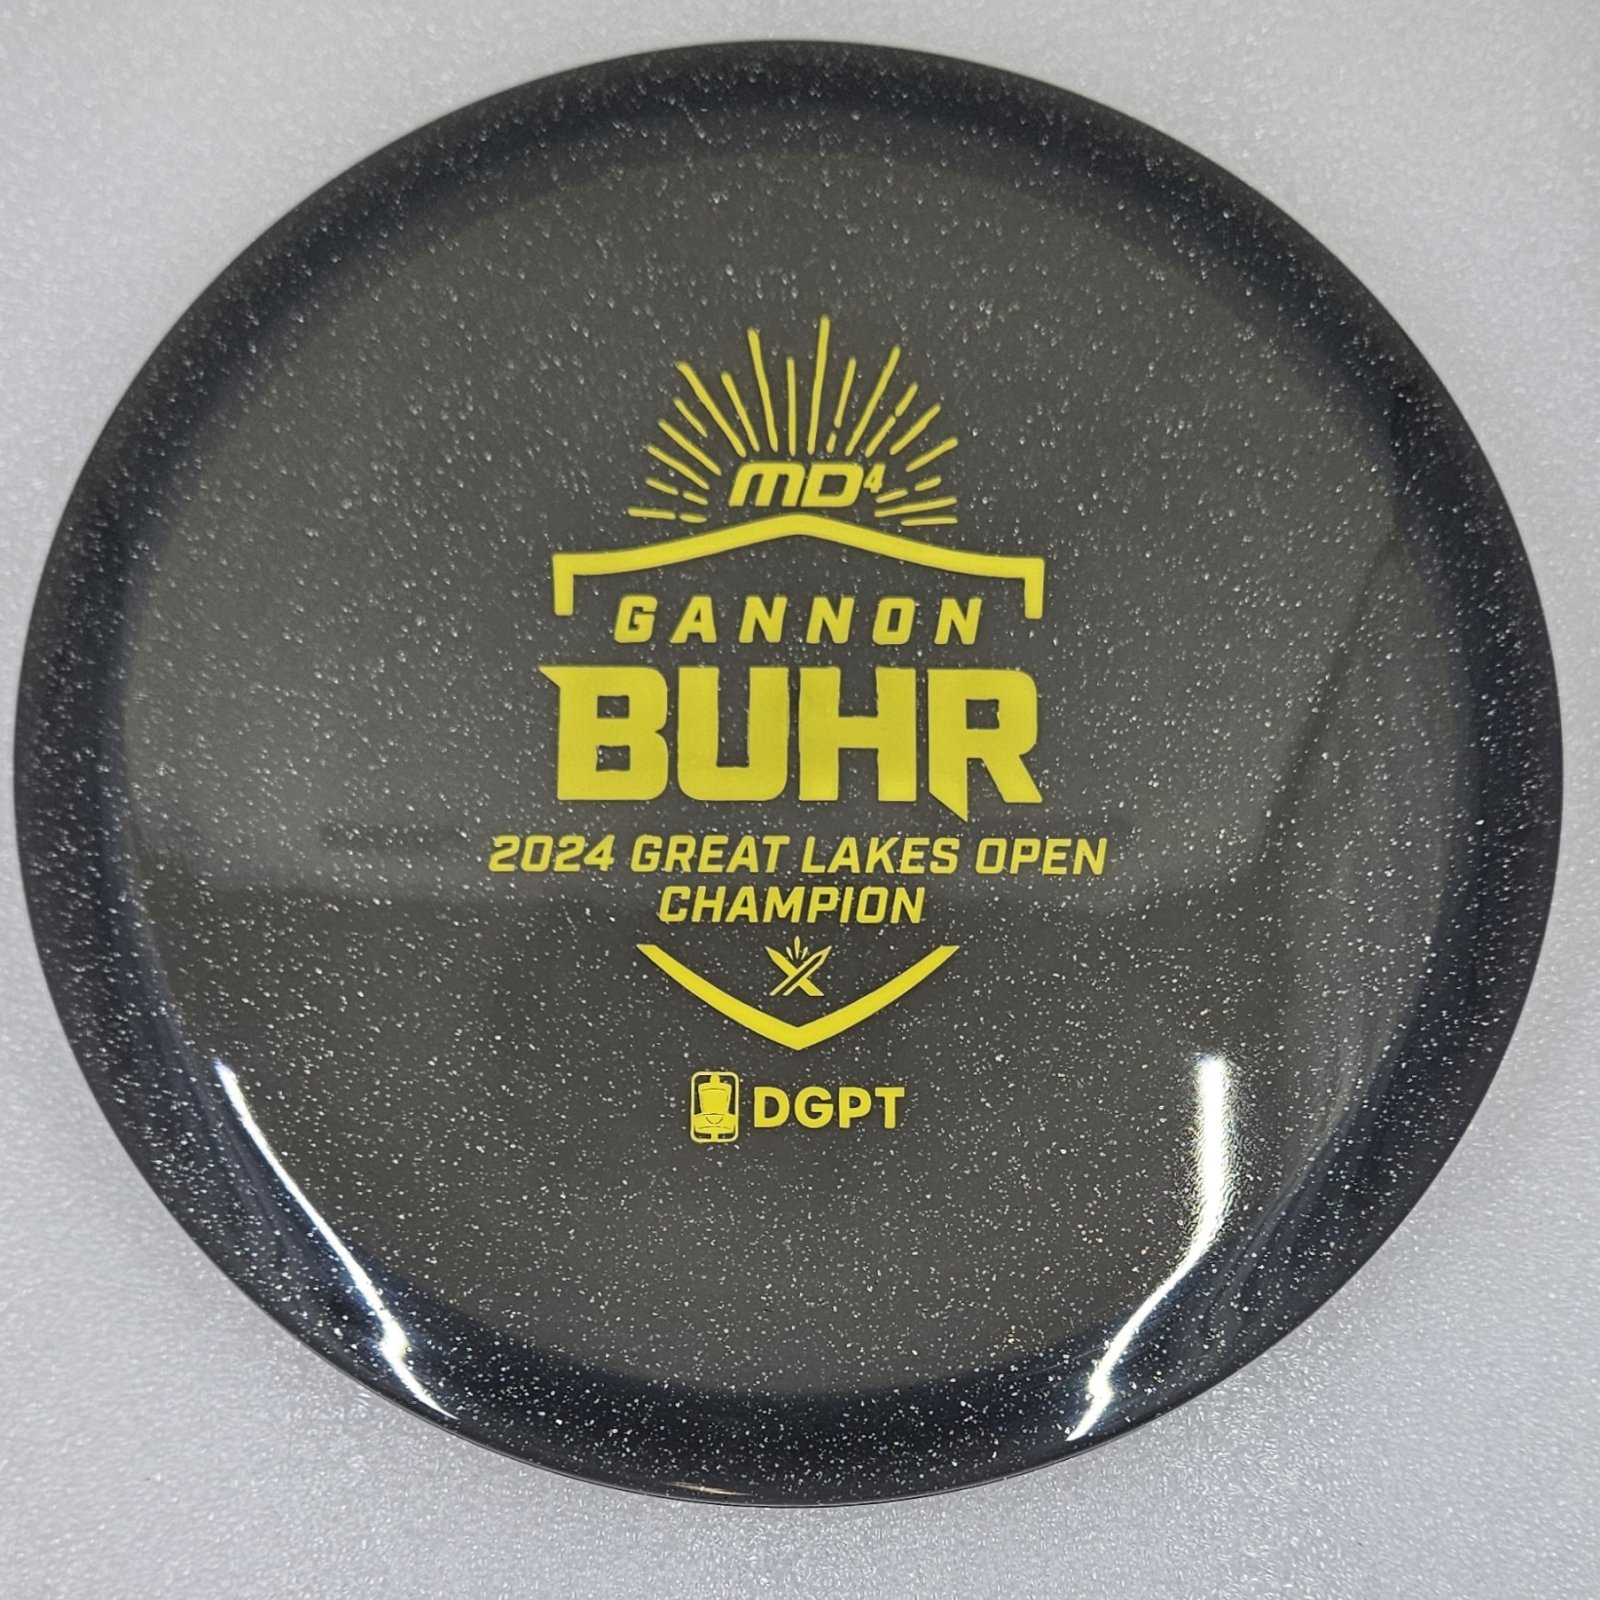 MD4
GANNON
BUHR
2024 GREAT LAKES OPEN
CHAMPION
DGPT